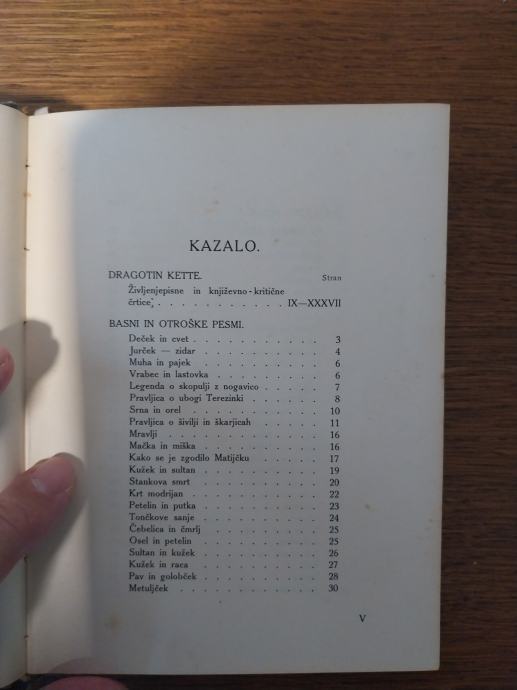 KAZALO.
DRAGOTIN KETTE. Stran
Življenjepisne in književno-kritične
črtice . . . . . . . . . . . IX—XXXVII
BASNI IN OTROŠKE PESMI.
Deček in cvet . . . . . . . . . . 3
Jurček — zidar . . . . . . . . . . 4
Muha in pajek . . . . . . . . . . 6
Vrabec in lastovka . . . . . . . . . 6
Legenda o skopulji z nogavico . . . . . 7
Pravljica o ubogi Terezinki . . . . . . 8
Srna in orel . . . . . . . . . . 10
Pravljica o šivilji in škarjicah . . . . . 11
Mravlji . . . . . . . . . . . . 16
Mačka in miška . . . . . . . . . 16
Kako se je zgodilo Matijčku . . . . . 17
Kužek in sultan . . . . . . . . . 19
Stankova smrt . . . . . . . . . . 20
Krt modrijan . . . . . . . . . . 22
Petelin in putka . . . . . . . . . 23
Tončkove sanje . . . . . . . . . 24
Čebelica in čmrlj . . . . . . . . . 25
Osel in petelin . . . . . . . . . . 25
Sultan in kužek . . . . . . . . . 26
Kužek in raca . . . . . . . . . . 27
Pav in golobček . . . . . . . . . 28
Metuljček . . . . . . . . . . . 30
V